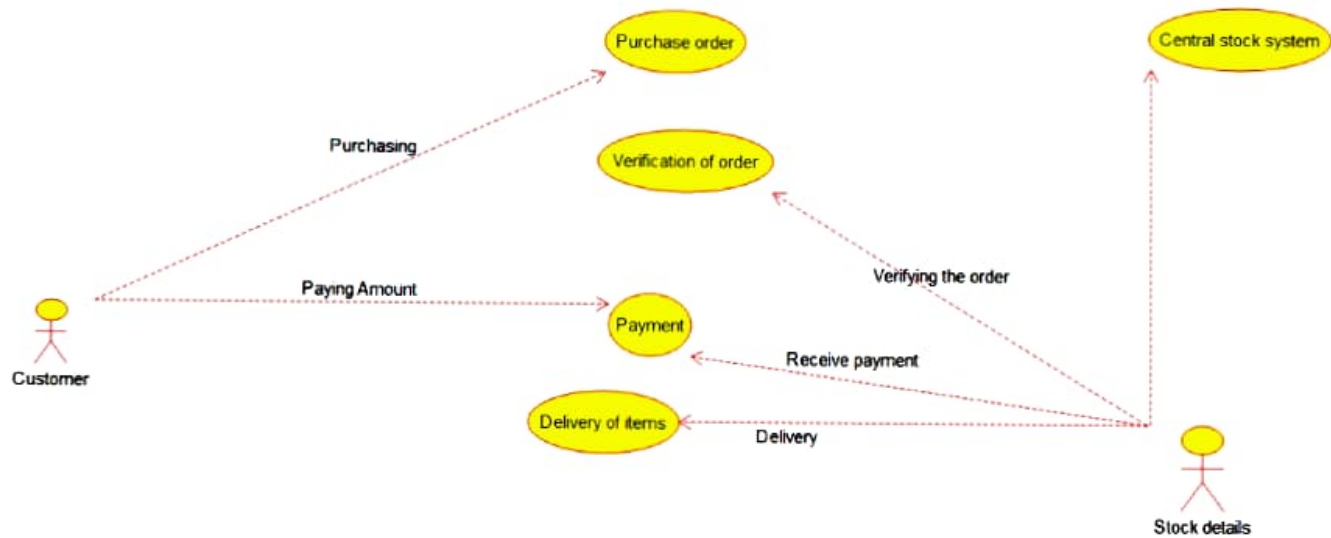 Purchase order
Central stock system
Purchasing
Verification of order
Verifying the order
Paying Amount
Payment
Receive payment
Customer
Delivery of items
Delivery
Stock details